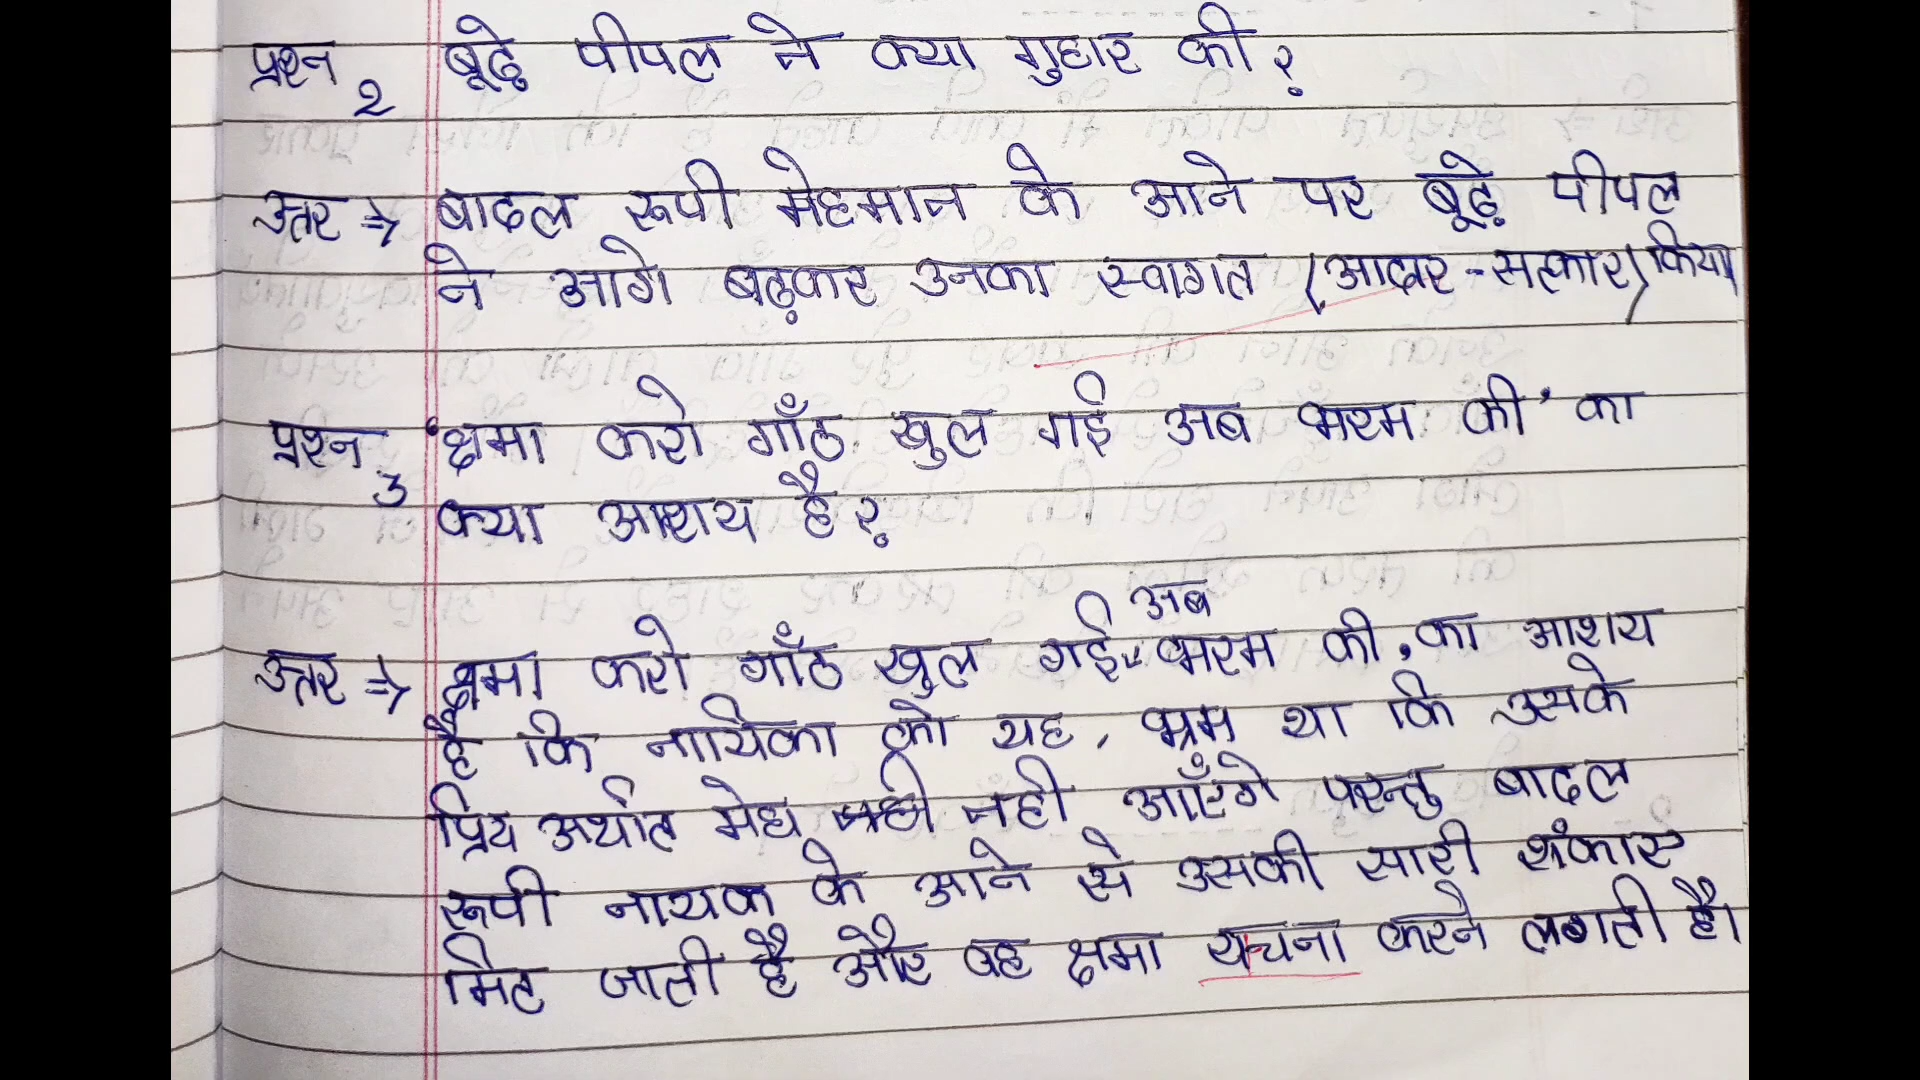 प्रश्न 2 बूढ़े पीपल ने क्या गुहार की?
उत्तर ⇒ बादल रूपी मेहमान के आने पर बूढ़े पीपल
ने आगे बढ़कर उनका स्वागत (आदर-सत्कार) किया
प्रश्न 3 'क्षमा करो गाँठ खुल गई अब भरम की' का
क्या आशय है?
अब
उत्तर ⇒ क्षमा करो गाँठ खुल गई भरम की, का आशय
है कि नायिका को यह, भ्रम था कि उसके
प्रिय अर्थात मेघ नही आएँगे परन्तु बादल
रूपी नायक के आने से उसकी सारी शंकाए
मिट जाती है और वह क्षमा याचना करने लगती है।